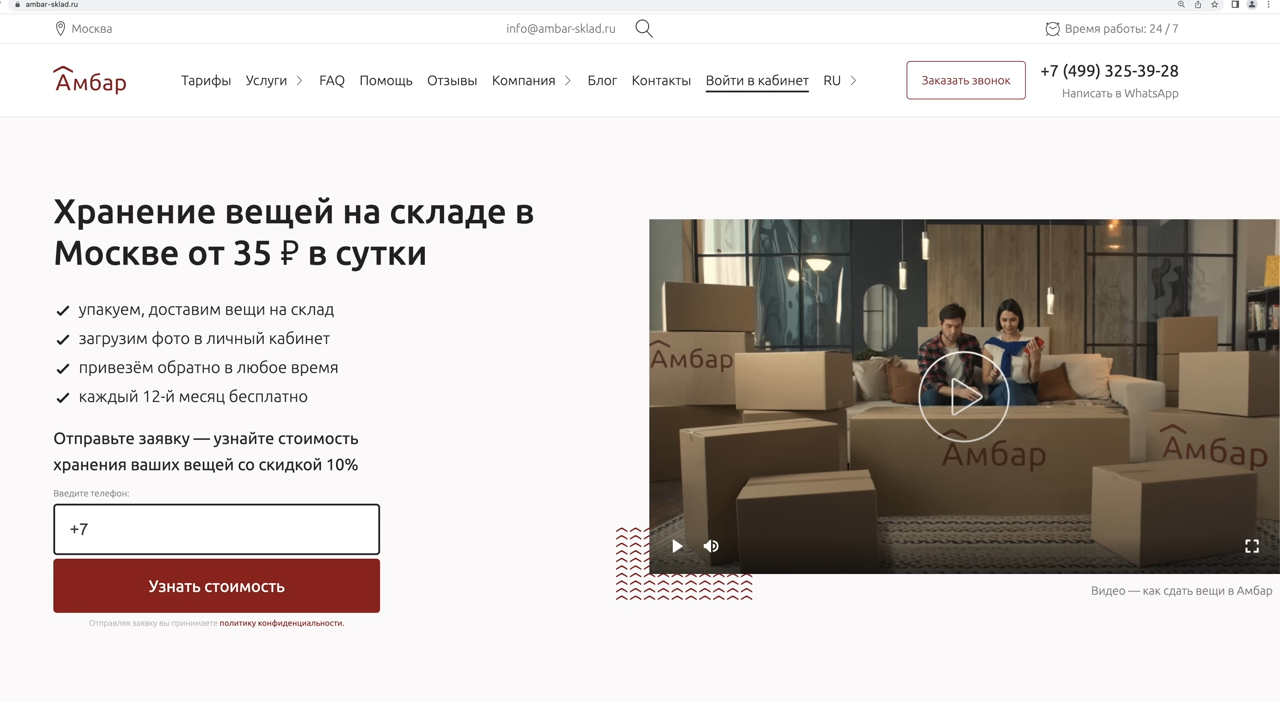 ambar-sklad.ru
Москва
info@ambar-sklad.ru
Время работы: 24 / 7
Амбар
Тарифы
Услуги
FAQ
Помощь
Отзывы
Компания
Блог
Контакты
Войти в кабинет
RU
Заказать звонок
+7 (499) 325-39-28
Написать в WhatsApp
Хранение вещей на складе в
Москве от 35 ₽ в сутки
упакуем, доставим вещи на склад
загрузим фото в личный кабинет
привезём обратно в любое время
каждый 12-й месяц бесплатно
Отправьте заявку — узнайте стоимость
хранения ваших вещей со скидкой 10%
Введите телефон:
+7
Узнать стоимость
Отправляя заявку вы принимаете политику конфиденциальности.
Амбар
Амбар
Амбар
Видео — как сдать вещи в Амбар